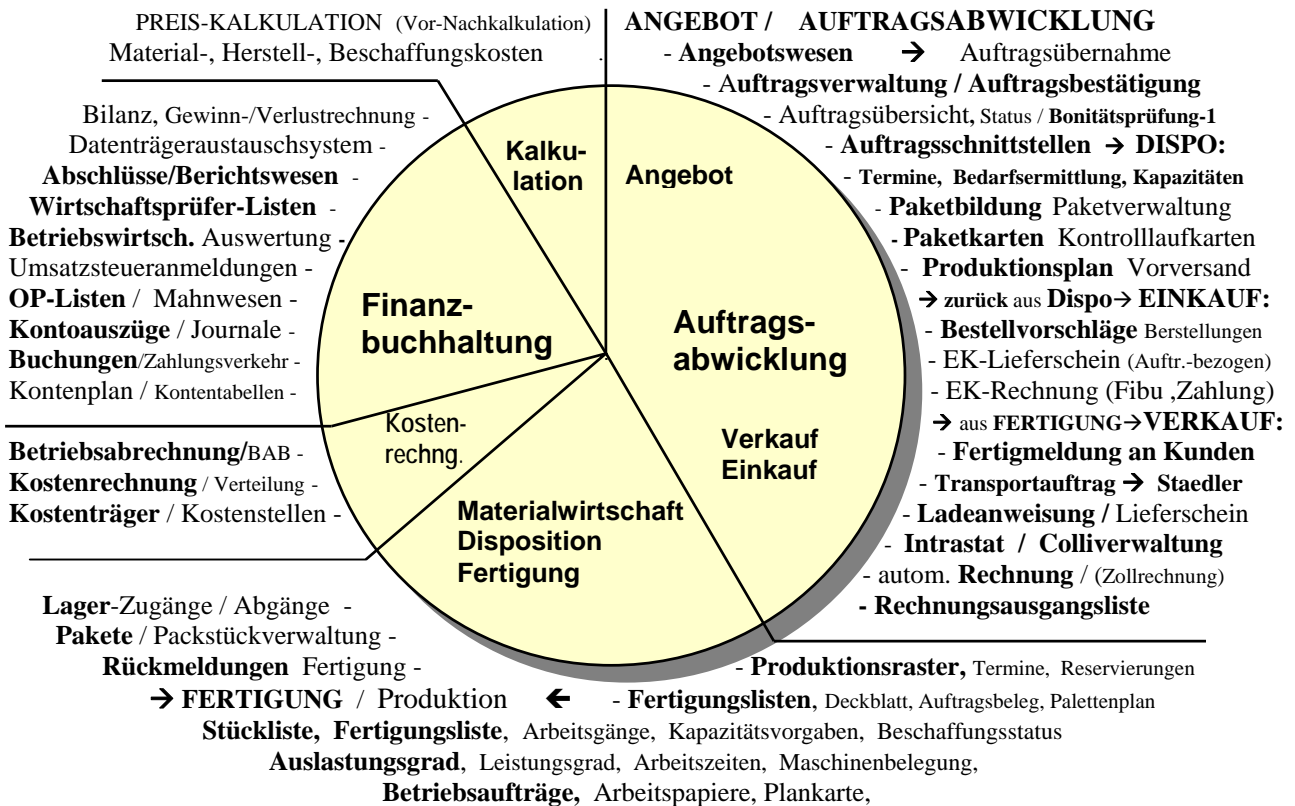 PREIS-KALKULATION (Vor-Nachkalkulation)
Material-, Herstell-, Beschaffungskosten
Bilanz, Gewinn-/Verlustrechnung -
Datenträgeraustauschsystem -
Abschlüsse/Berichtswesen -
Wirtschaftsprüfer-Listen -
Betriebswirtsch. Auswertung -
Umsatzsteueranmeldungen -
OP-Listen / Mahnwesen -
Kontoauszüge / Journale -
Buchungen/Zahlungsverkehr -
Kontenplan / Kontentabellen -
Betriebsabrechnung/BAB -
Kostenrechnung / Verteilung -
Kostenträger / Kostenstellen -
Kalku-
lation
Angebot
Finanz-
buchhaltung
Auftrags-
abwicklung
Kosten-
rechng.
Verkauf
Einkauf
Materialwirtschaft
Disposition
Fertigung
ANGEBOT / AUFTRAGSABWICKLUNG
- Angebotswesen → Auftragsübernahme
- Auftragsverwaltung / Auftragsbestätigung
- Auftragsübersicht, Status / Bonitätsprüfung-1
- Auftragsschnittstellen → DISPO:
- Termine, Bedarfsermittlung, Kapazitäten
- Paketbildung Paketverwaltung
- Paketkarten Kontrolllaufkarten
- Produktionsplan Vorversand
→ zurück aus Dispo→ EINKAUF:
- Bestellvorschläge Berstellungen
- EK-Lieferschein (Auftr.-bezogen)
- EK-Rechnung (Fibu ,Zahlung)
→ aus FERTIGUNG→VERKAUF:
- Fertigmeldung an Kunden
- Transportauftrag → Staedler
- Ladeanweisung / Lieferschein
- Intrastat / Colliverwaltung
- autom. Rechnung / (Zollrechnung)
- Rechnungsausgangsliste
Lager-Zugänge / Abgänge -
Pakete / Packstückverwaltung -
Rückmeldungen Fertigung -
- Produktionsraster, Termine, Reservierungen
→ FERTIGUNG / Produktion ← - Fertigungslisten, Deckblatt, Auftragsbeleg, Palettenplan
Stückliste, Fertigungsliste, Arbeitsgänge, Kapazitätsvorgaben, Beschaffungsstatus
Auslastungsgrad, Leistungsgrad, Arbeitszeiten, Maschinenbelegung,
Betriebsaufträge, Arbeitspapiere, Plankarte,